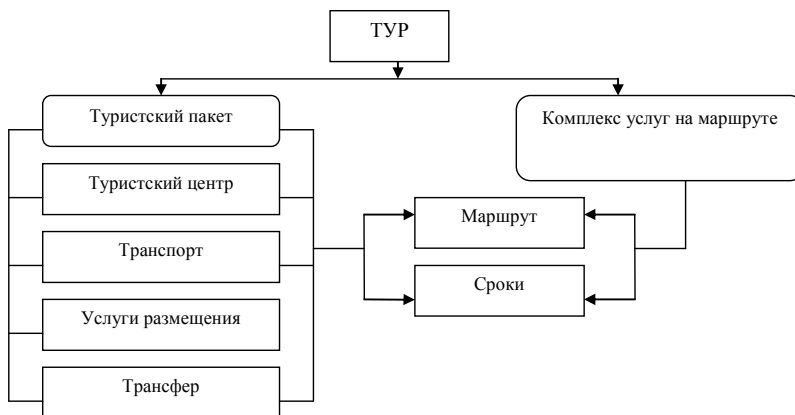 ТУР
Туристский пакет
Комплекс услуг на маршруте
Туристский центр
Маршрут
Транспорт
Сроки
Услуги размещения
Трансфер